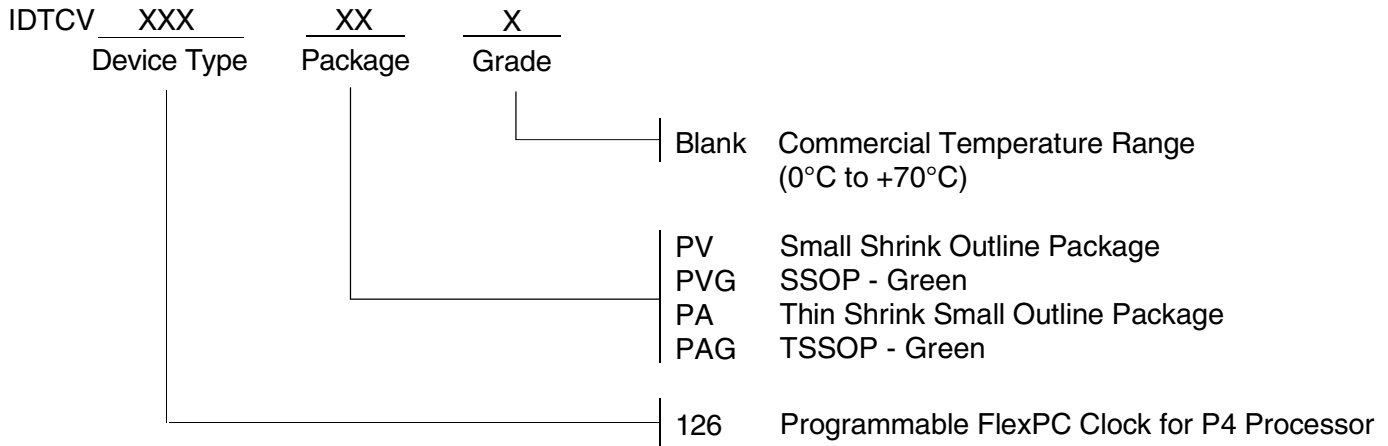 IDTCV XXX XX X
Device Type Package Grade
Blank Commercial Temperature Range
(0°C to +70°C)
PV Small Shrink Outline Package
PVG SSOP - Green
PA Thin Shrink Small Outline Package
PAG TSSOP - Green
126 Programmable FlexPC Clock for P4 Processor